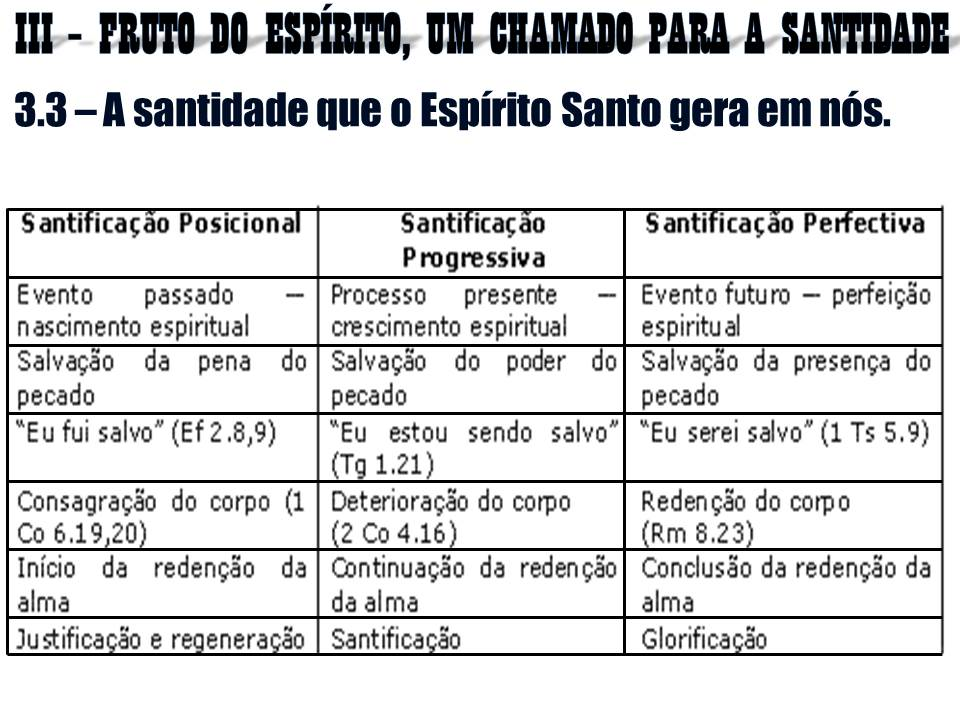 III - FRUTO DO ESPÍRITO, UM CHAMADO PARA A SANTIDADE
3.3 – A santidade que o Espírito Santo gera em nós.
Santificação Posicional
Santificação
Progressiva
Santificação Perfectiva
Evento passado —
nascimento espiritual
Processo presente —
crescimento espiritual
Evento futuro — perfeição
espiritual
Salvação da pena do
pecado
Salvação do poder do
pecado
Salvação da presença do
pecado
“Eu fui salvo” (Ef 2.8,9)
“Eu estou sendo salvo”
(Tg 1.21)
“Eu serei salvo” (1 Ts 5.9)
Consagração do corpo (1
Co 6.19,20)
Deterioração do corpo
(2 Co 4.16)
Redenção do corpo
(Rm 8.23)
Início da redenção da
alma
Continuação da redenção
da alma
Conclusão da redenção da
alma
Justificação e regeneração
Santificação
Glorificação